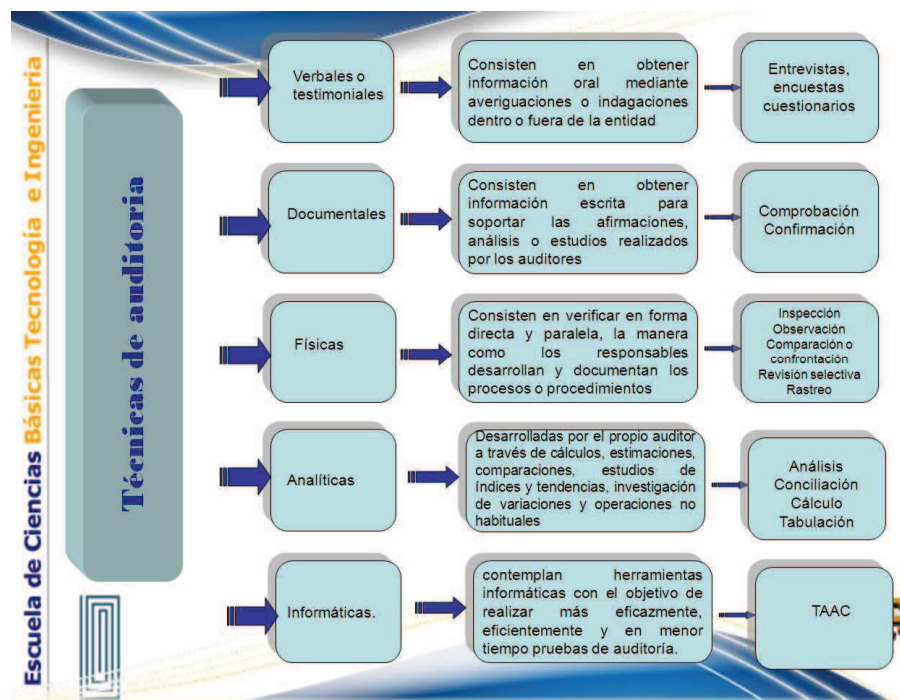 Escuela de Ciencias Básicas Tecnología e Ingenieria
Técnicas de auditoria
Verbales o
testimoniales
Consisten en obtener
información oral mediante
averiguaciones o indagaciones
dentro o fuera de la entidad
Entrevistas,
encuestas
cuestionarios
Documentales
Consisten en obtener
información escrita para
soportar las afirmaciones,
análisis o estudios realizados
por los auditores
Comprobación
Confirmación
Físicas
Consisten en verificar en forma
directa y paralela, la manera
como los responsables
desarrollan y documentan los
procesos o procedimientos
Inspección
Observación
Comparación o
confrontación
Revisión selectiva
Rastreo
Analíticas
Desarrolladas por el propio auditor
a través de cálculos, estimaciones,
comparaciones, estudios de
índices y tendencias, investigación
de variaciones y operaciones no
habituales
Análisis
Conciliación
Cálculo
Tabulación
Informáticas.
contemplan herramientas
informáticas con el objetivo de
realizar más eficazmente,
eficientemente y en menor
tiempo pruebas de auditoría.
TAAC